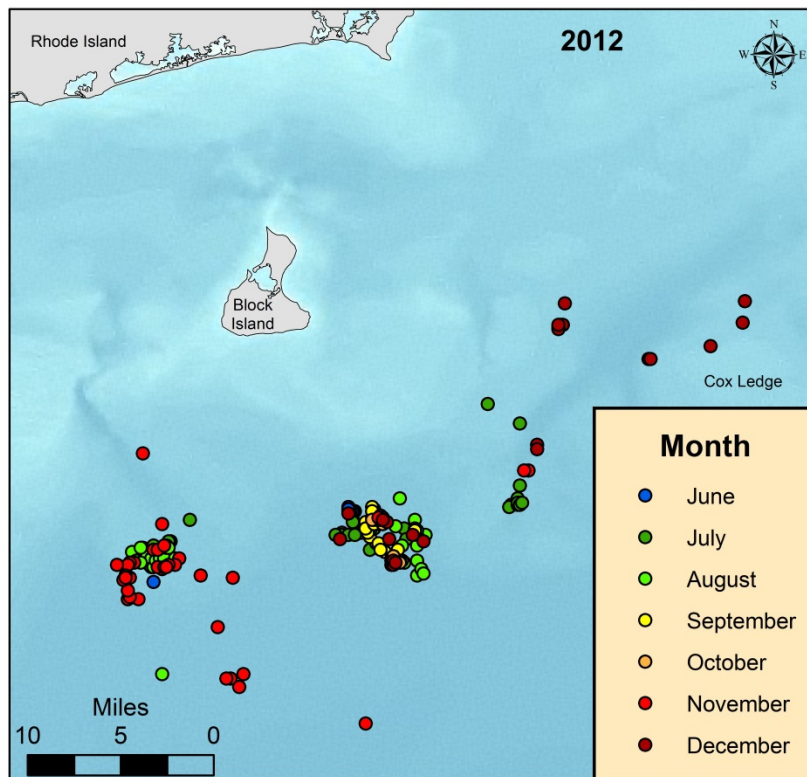 Rhode Island
2012
N
W E
S
Block
Island
Cox Ledge
Month
June
July
August
September
October
November
December
Miles
10 5 0